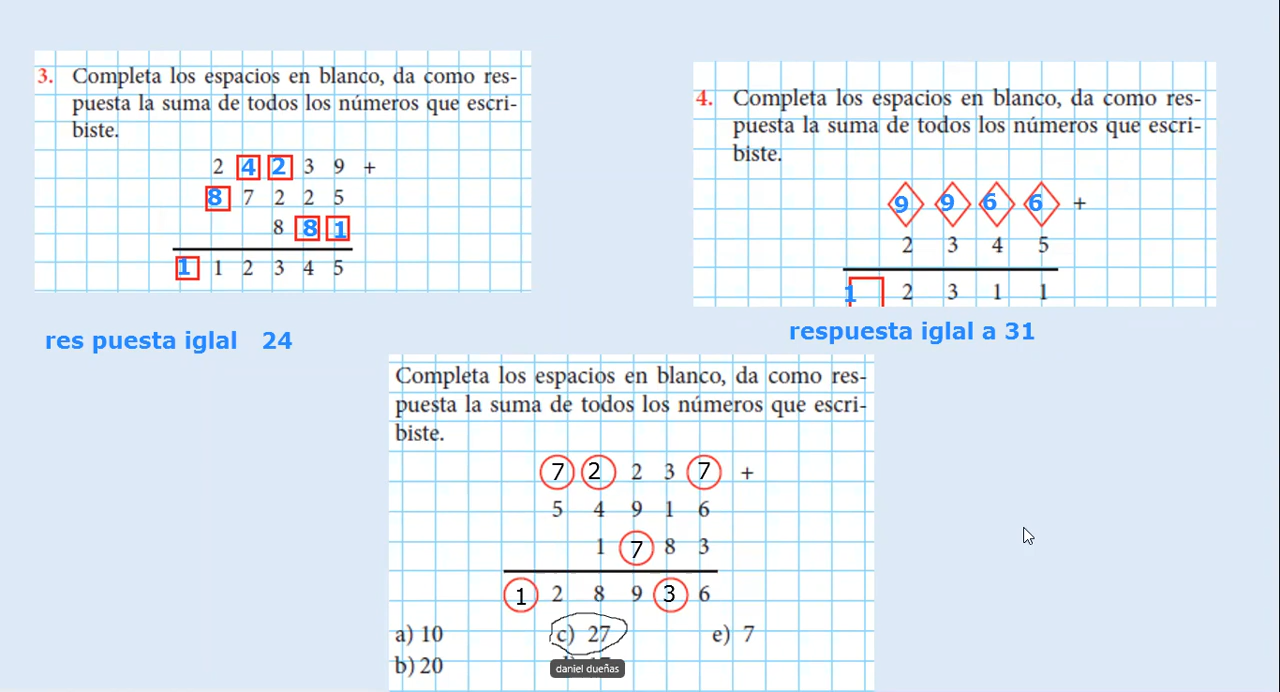 3. Completa los espacios en blanco, da como res-
puesta la suma de todos los números que escri-
biste.
2 4 2 3 9 +
8 7 2 2 5
8 8 1
1 1 2 3 4 5
res puesta iglal 24
4. Completa los espacios en blanco, da como res-
puesta la suma de todos los números que escri-
biste.
9 9 6 6 +
2 3 4 5
1 2 3 1 1
respuesta iglal a 31
Completa los espacios en blanco, da como res-
puesta la suma de todos los números que escri-
biste.
7 2 2 3 7 +
5 4 9 1 6
1 7 8 3
1 2 8 9 3 6
a) 10 c) 27 e) 7
b) 20
daniel dueñas